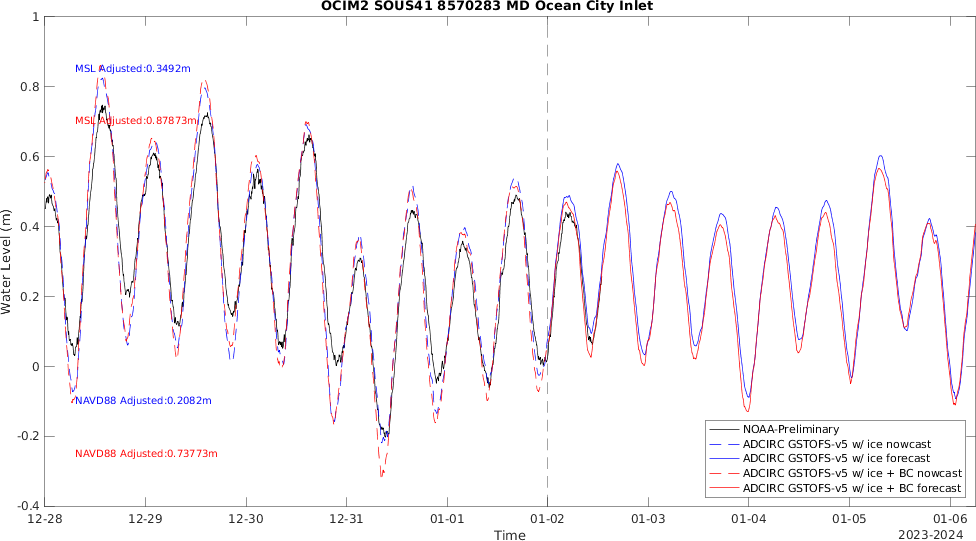 OCIM2 SOUS41 8570283 MD Ocean City Inlet
1
0.8
0.6
0.4
0.2
0
-0.2
-0.4
Water Level (m)
MSL Adjusted:0.3492m
MSL Adjusted:0.87873m
NAVD88 Adjusted:0.2082m
NAVD88 Adjusted:0.73773m
NOAA-Preliminary
ADCIRC GSTOFS-v5 w/ ice nowcast
ADCIRC GSTOFS-v5 w/ ice forecast
ADCIRC GSTOFS-v5 w/ ice + BC nowcast
ADCIRC GSTOFS-v5 w/ ice + BC forecast
12-28 12-29 12-30 12-31 01-01 01-02 01-03 01-04 01-05 01-06
Time
2023-2024